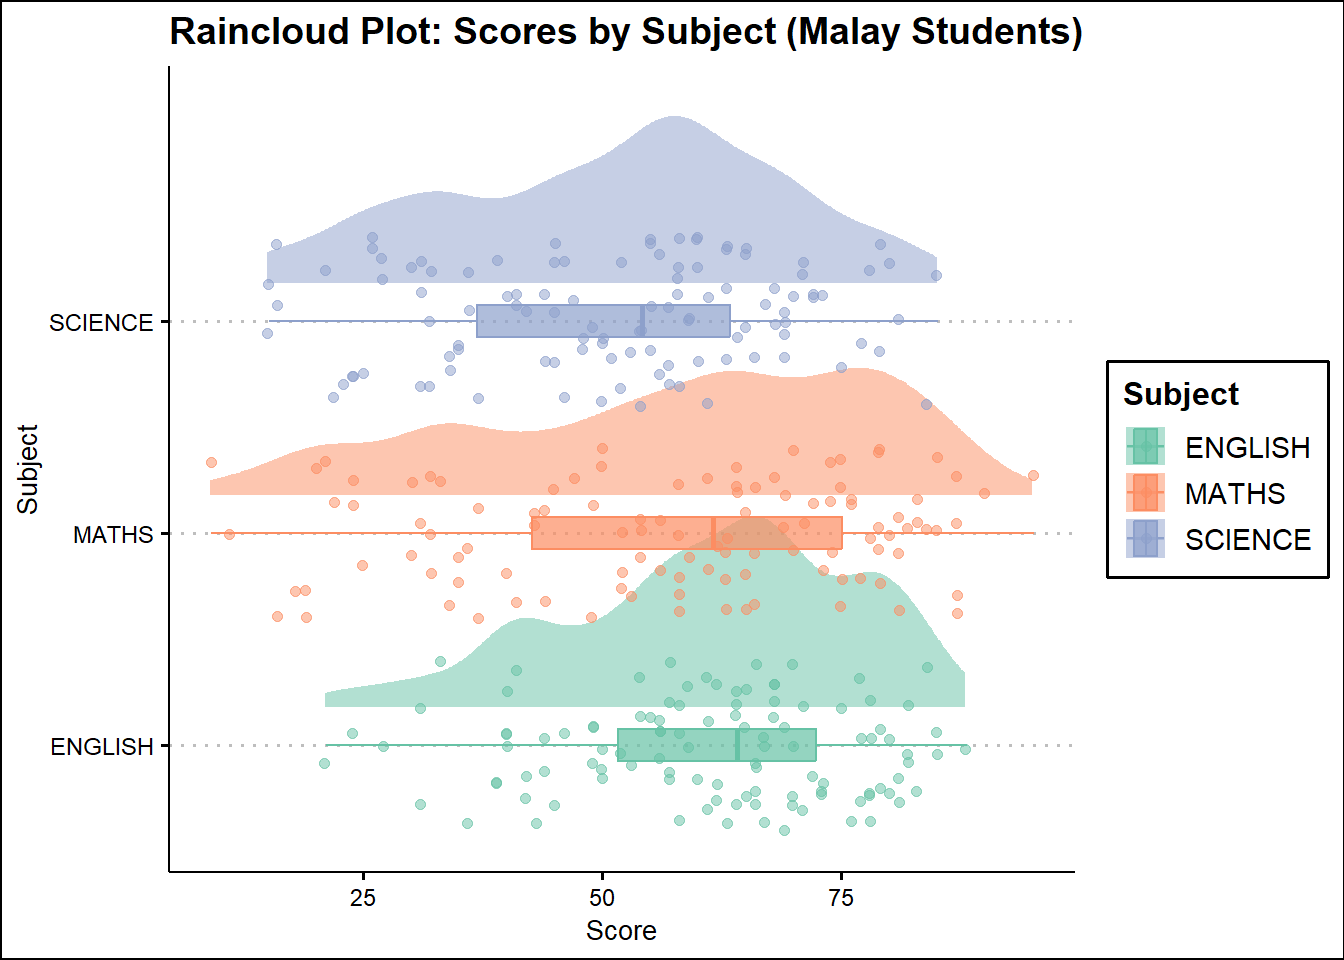 Raincloud Plot: Scores by Subject (Malay Students)
Subject
SCIENCE
MATHS
ENGLISH
25
50
75
Score
Subject
ENGLISH
MATHS
SCIENCE